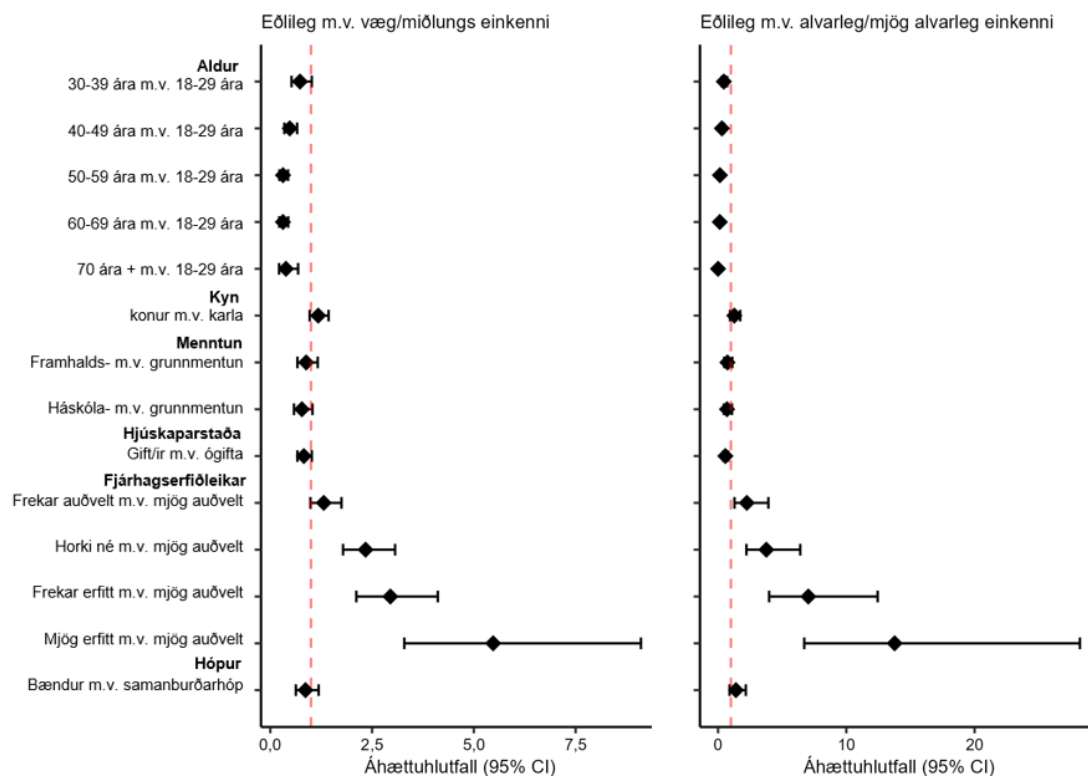 Eðlileg m.v. væg/miðlungs einkenni
Eðlileg m.v. alvarleg/mjög alvarleg einkenni
Aldur
30-39 ára m.v. 18-29 ára
40-49 ára m.v. 18-29 ára
50-59 ára m.v. 18-29 ára
60-69 ára m.v. 18-29 ára
70 ára + m.v. 18-29 ára
Kyn
konur m.v. karla
Menntun
Framhalds- m.v. grunnmentun
Háskóla- m.v. grunnmentun
Hjúskaparstaða
Gift/ir m.v. ógifta
Fjárhagserfiðleikar
Frekar auðvelt m.v. mjög auðvelt
Horki né m.v. mjög auðvelt
Frekar erfitt m.v. mjög auðvelt
Mjög erfitt m.v. mjög auðvelt
Hópur
Bændur m.v. samanburðarhóp
0,0 2,5 5,0 7,5
0 10 20
Áhættuhlutfall (95% CI)
Áhættuhlutfall (95% CI)